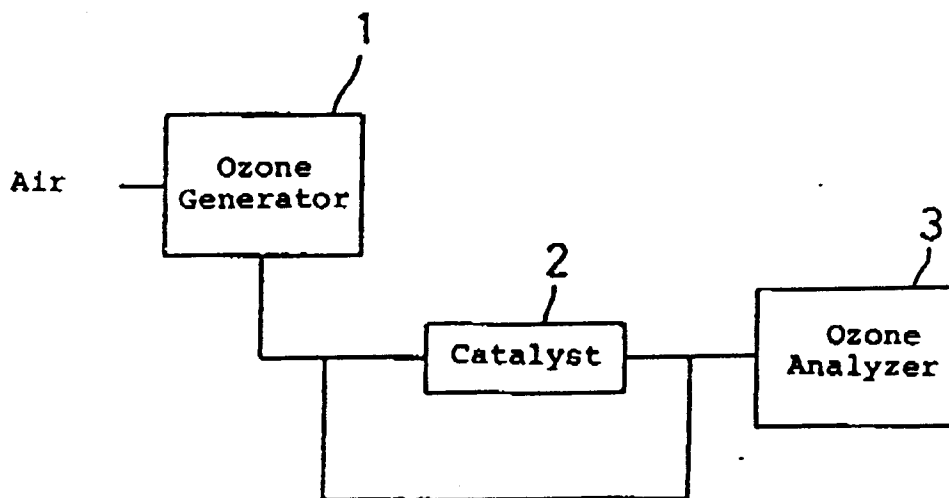 1
Air
Ozone
Generator
2
Catalyst
3
Ozone
Analyzer